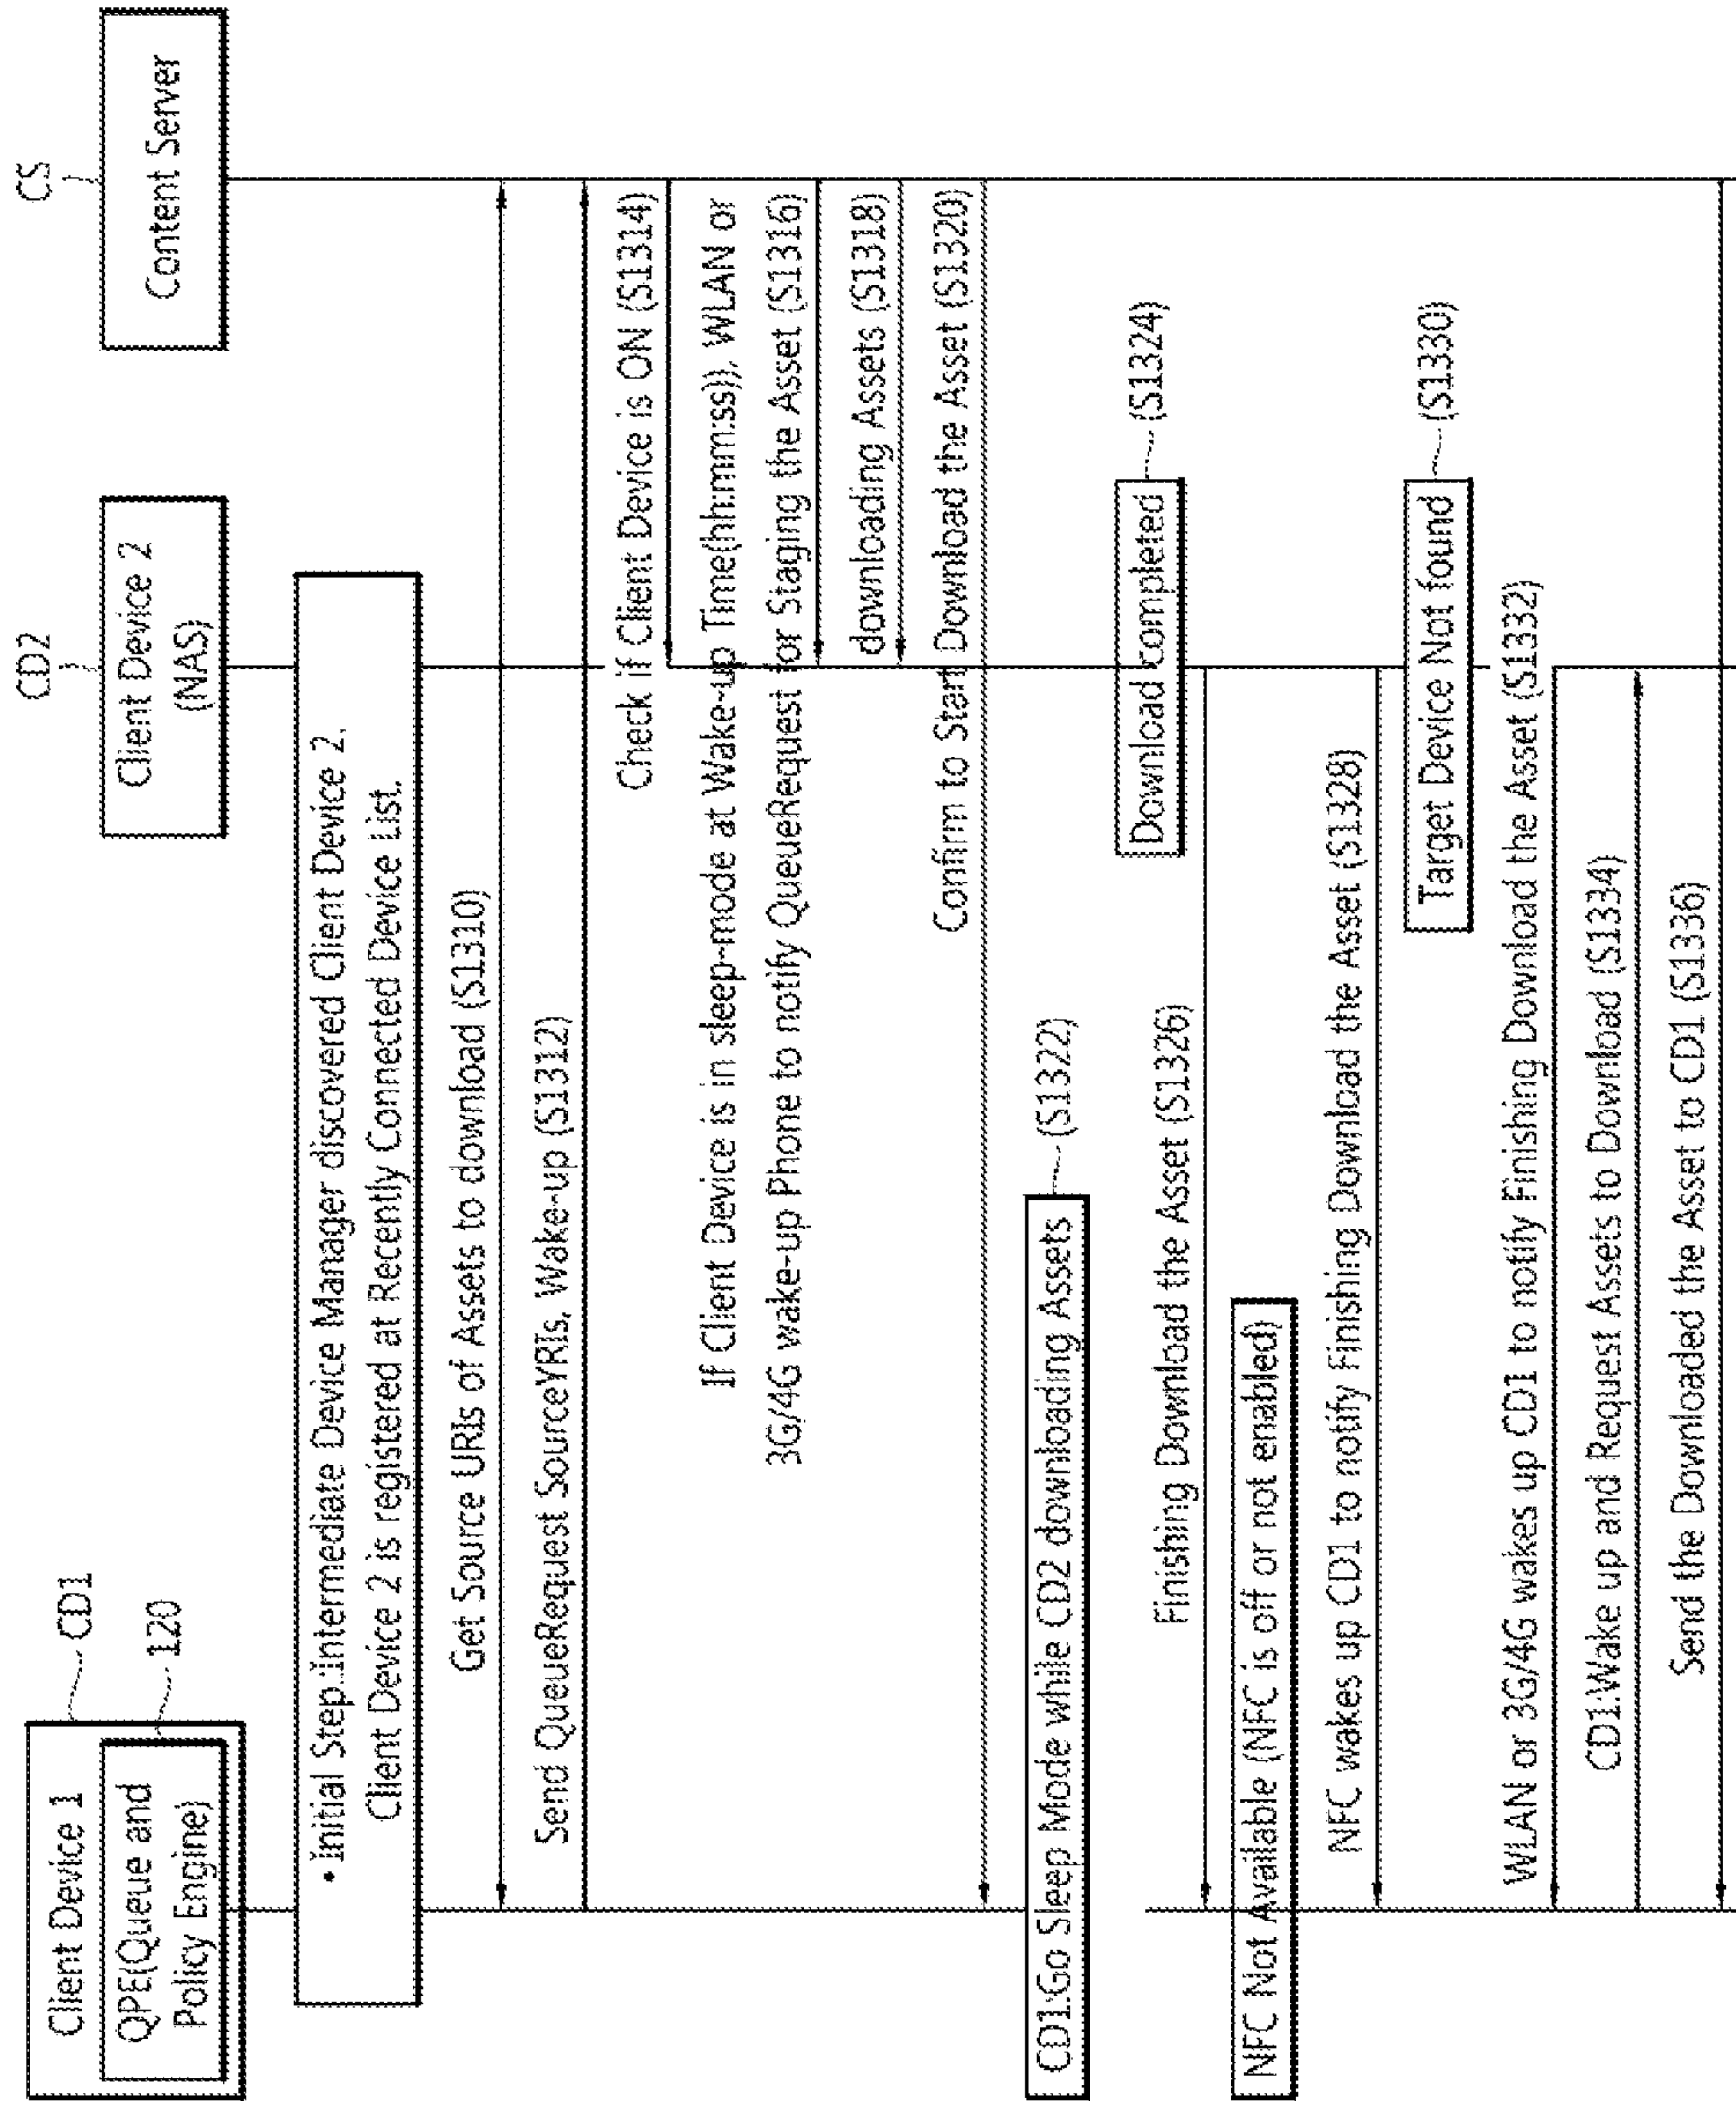 CD1
Client Device 1
120
QPE(Queue and
Policy Engine)
CD2
Client Device 2
(NAS)
CS
Content Server
• Initial Step.:Intermediate Device Manager discovered Client Device 2.
Client Device 2 is registered at Recently Connected Device List.
Get Source URIs of Assets to download (S1310)
Send QueueRequest SourceYRIs, Wake-up (S1312)
Check if Client Device is ON (S1314)
If Client Device is in sleep-mode at Wake-up Time(hh:mm:ss)), WLAN or
3G/4G wake-up Phone to notify QueueRequest for Staging the Asset (S1316)
downloading Assets (S1318)
Confirm to Start Download the Asset (S1320)
CD1:Go Sleep Mode while CD2 downloading Assets
(S1322)
Download completed
(S1324)
Finishing Download the Asset (S1326)
NFC Not Available (NFC is off or not enabled)
NFC wakes up CD1 to notify Finishing Download the Asset (S1328)
Target Device Not found
(S1330)
WLAN or 3G/4G wakes up CD1 to notify Finishing Download the Asset (S1332)
CD1:Wake up and Request Assets to Download (S1334)
Send the Downloaded the Asset to CD1 (S1336)